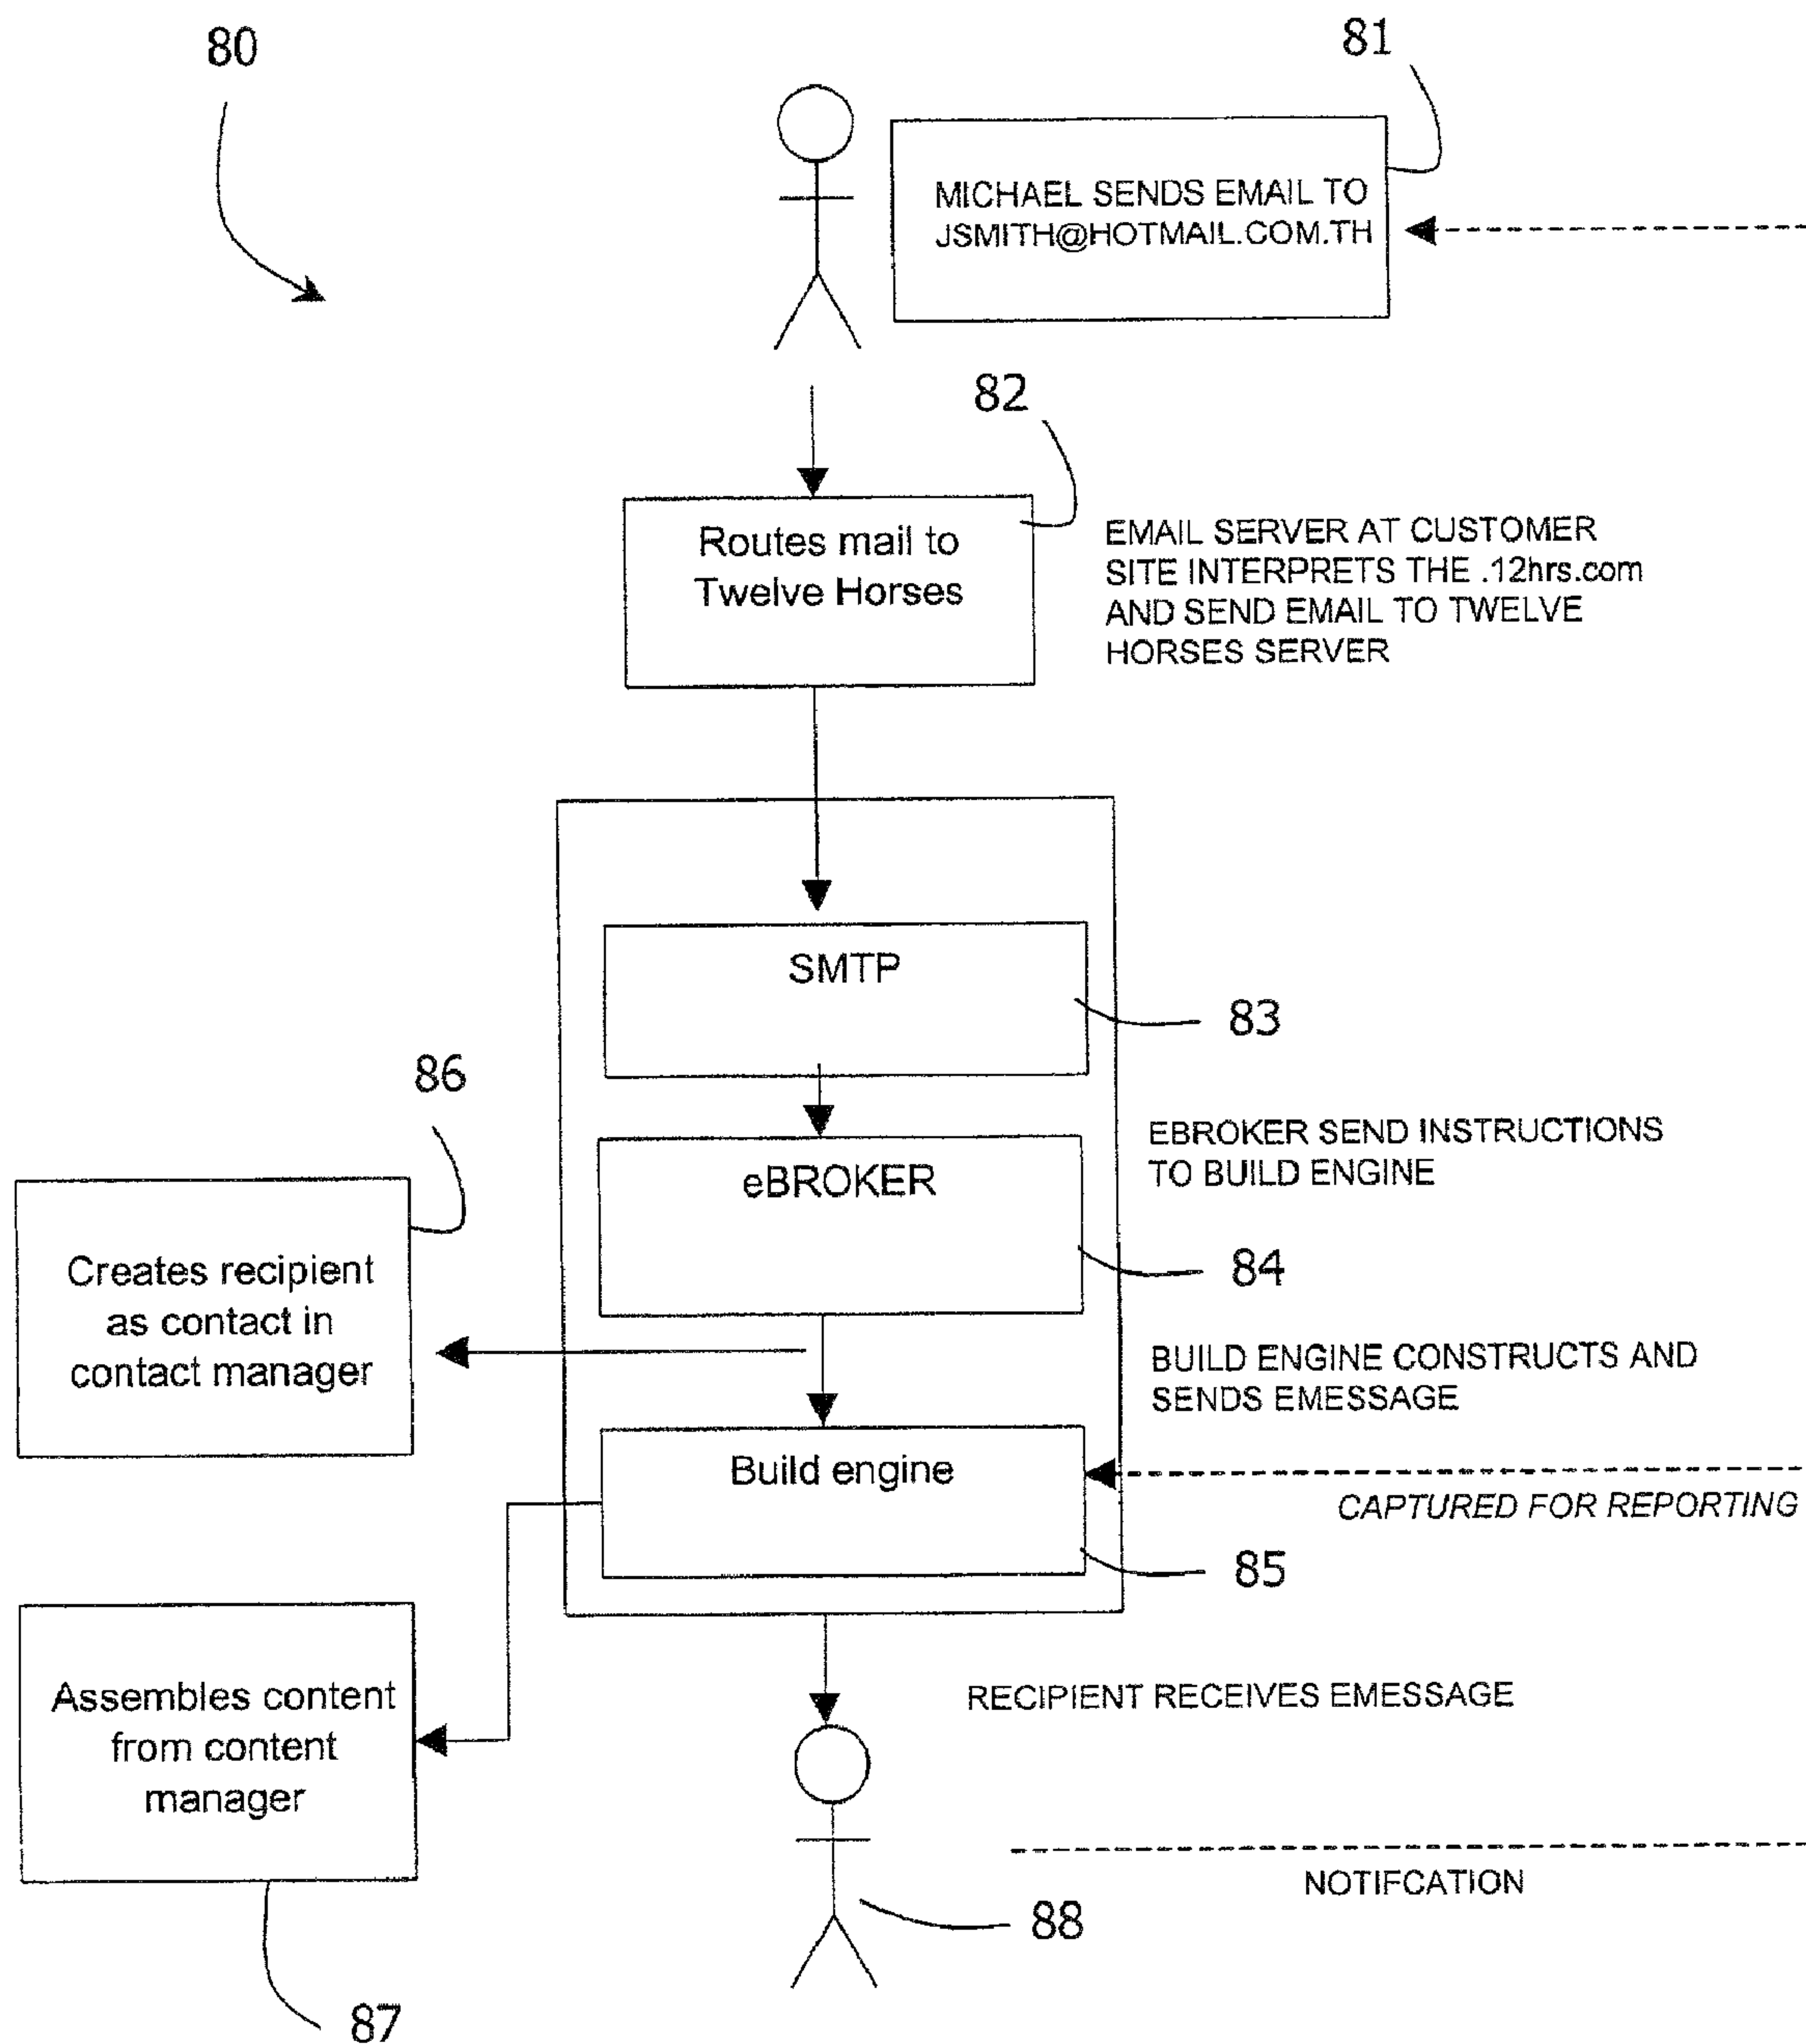 80
81
MICHAEL SENDS EMAIL TO
JSMITH@HOTMAIL.COM.TH
82
Routes mail to
Twelve Horses
EMAIL SERVER AT CUSTOMER
SITE INTERPRETS THE .12hrs.com
AND SEND EMAIL TO TWELVE
HORSES SERVER
SMTP
83
86
eBROKER
EBROKER SEND INSTRUCTIONS
TO BUILD ENGINE
84
Creates recipient
as contact in
contact manager
BUILD ENGINE CONSTRUCTS AND
SENDS EMESSAGE
Build engine
CAPTURED FOR REPORTING
85
Assembles content
from content
manager
RECIPIENT RECEIVES EMESSAGE
NOTIFCATION
88
87